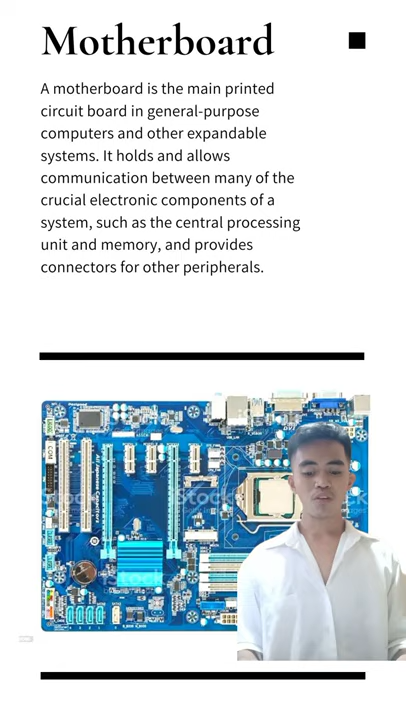 Motherboard
A motherboard is the main printed
circuit board in general-purpose
computers and other expandable
systems. It holds and allows
communication between many of the
crucial electronic components of a
system, such as the central processing
unit and memory, and provides
connectors for other peripherals.
COM
iStock